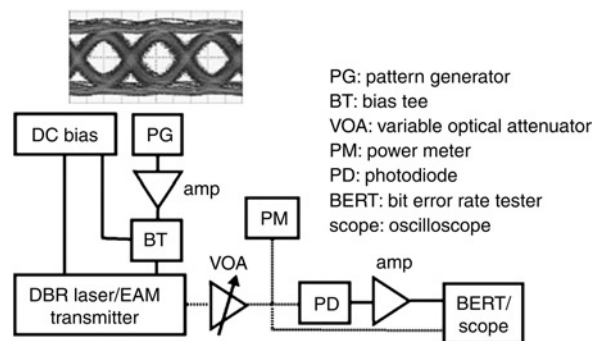 PG: pattern generator
BT: bias tee
VOA: variable optical attenuator
PM: power meter
PD: photodiode
BERT: bit error rate tester
scope: oscilloscope
DC bias
PG
amp
BT
PM
VOA
amp
DBR laser/EAM
transmitter
PD
BERT/
scope